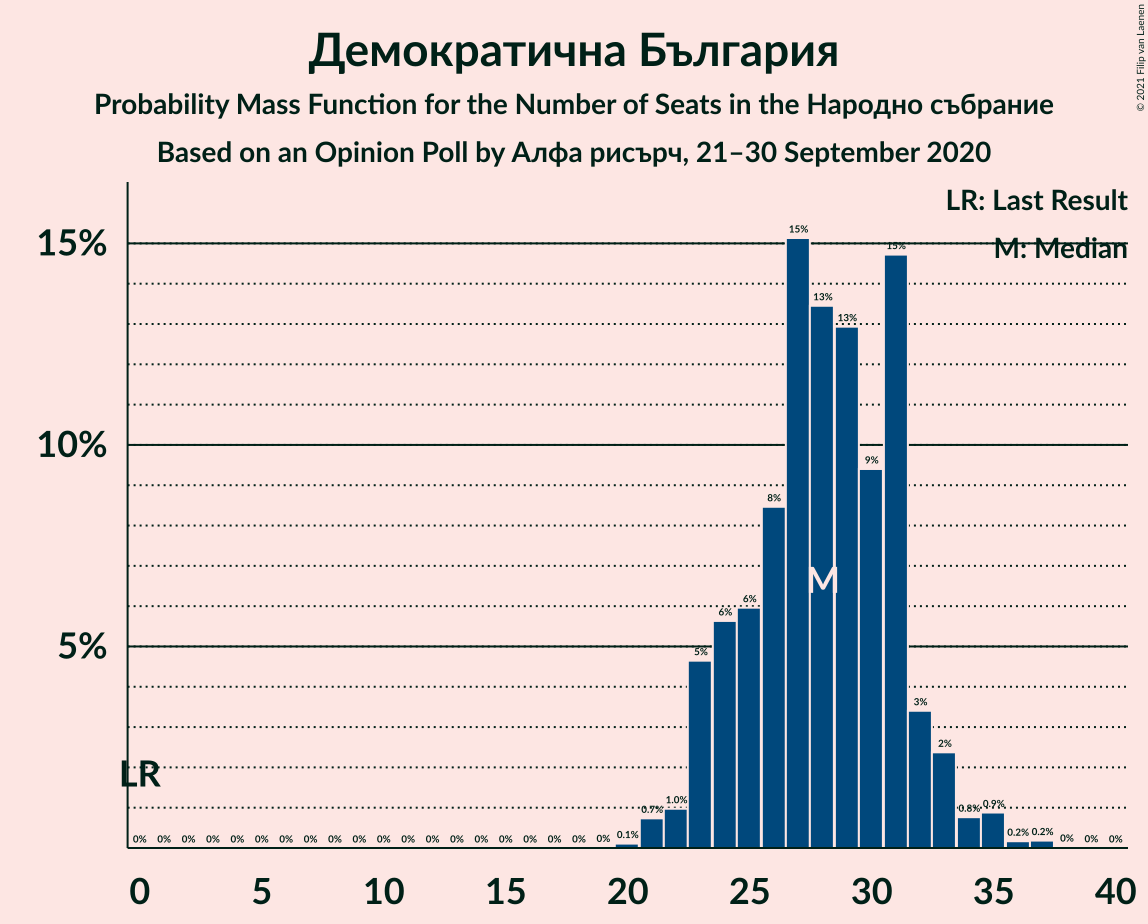 Демократична България
Probability Mass Function for the Number of Seats in the Народно събрание
Based on an Opinion Poll by Алфа рисърч, 21–30 September 2020
© 2021 Filip van Laenen
LR: Last Result
M: Median
15%
10%
5%
0% 0% 0% 0% 0% 0% 0% 0% 0% 0% 0% 0% 0% 0% 0% 0% 0% 0% 0% 0% 0.1% 0.7% 1.0% 5% 6% 6% 8% 15% 13% 13% 9% 15% 3% 2% 0.8% 0.9% 0.2% 0.2% 0% 0% 0%
M
LR
0 5 10 15 20 25 30 35 40